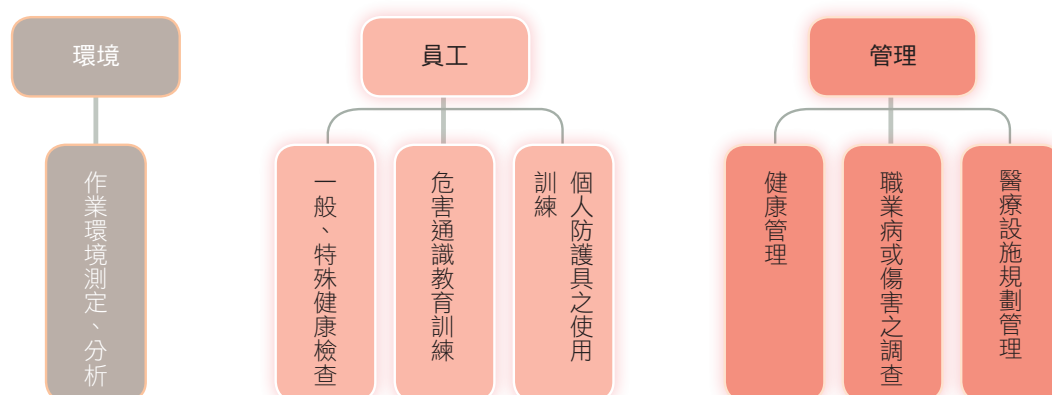 環境
作業環境測定、分析
員工
一般、特殊健康檢查
危害通識教育訓練
個人防護具之使用
訓練
管理
健康管理
職業病或傷害之調查
醫療設施規劃管理